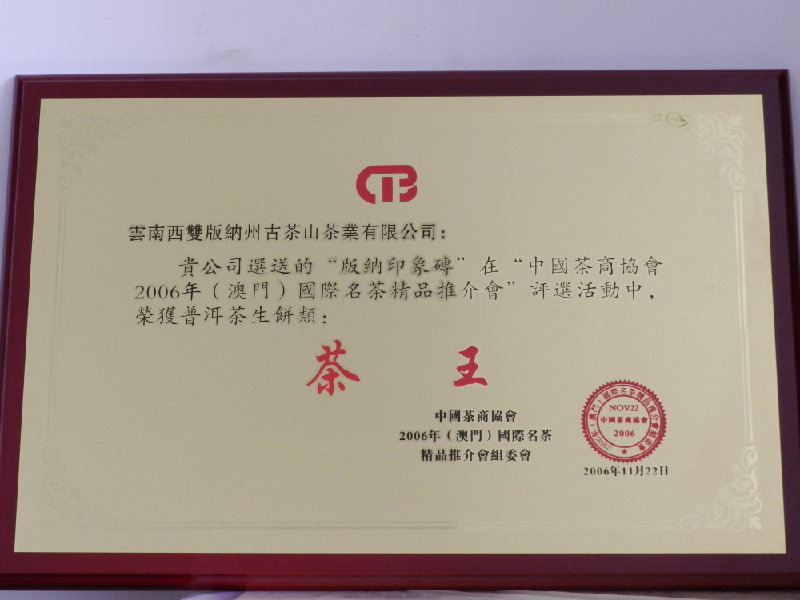 雲南西雙版納州古茶山茶業有限公司：
貴公司選送的“版納印象磚”在“中國茶商協會
2006年（澳門）國際名茶精品推介會”評選活動中，
榮獲普洱茶生餅類：
茶 王
中國茶商協會
2006年（澳門）國際名茶
精品推介會組委會
NOV22
中國茶商協會
2006
2006年11月22日